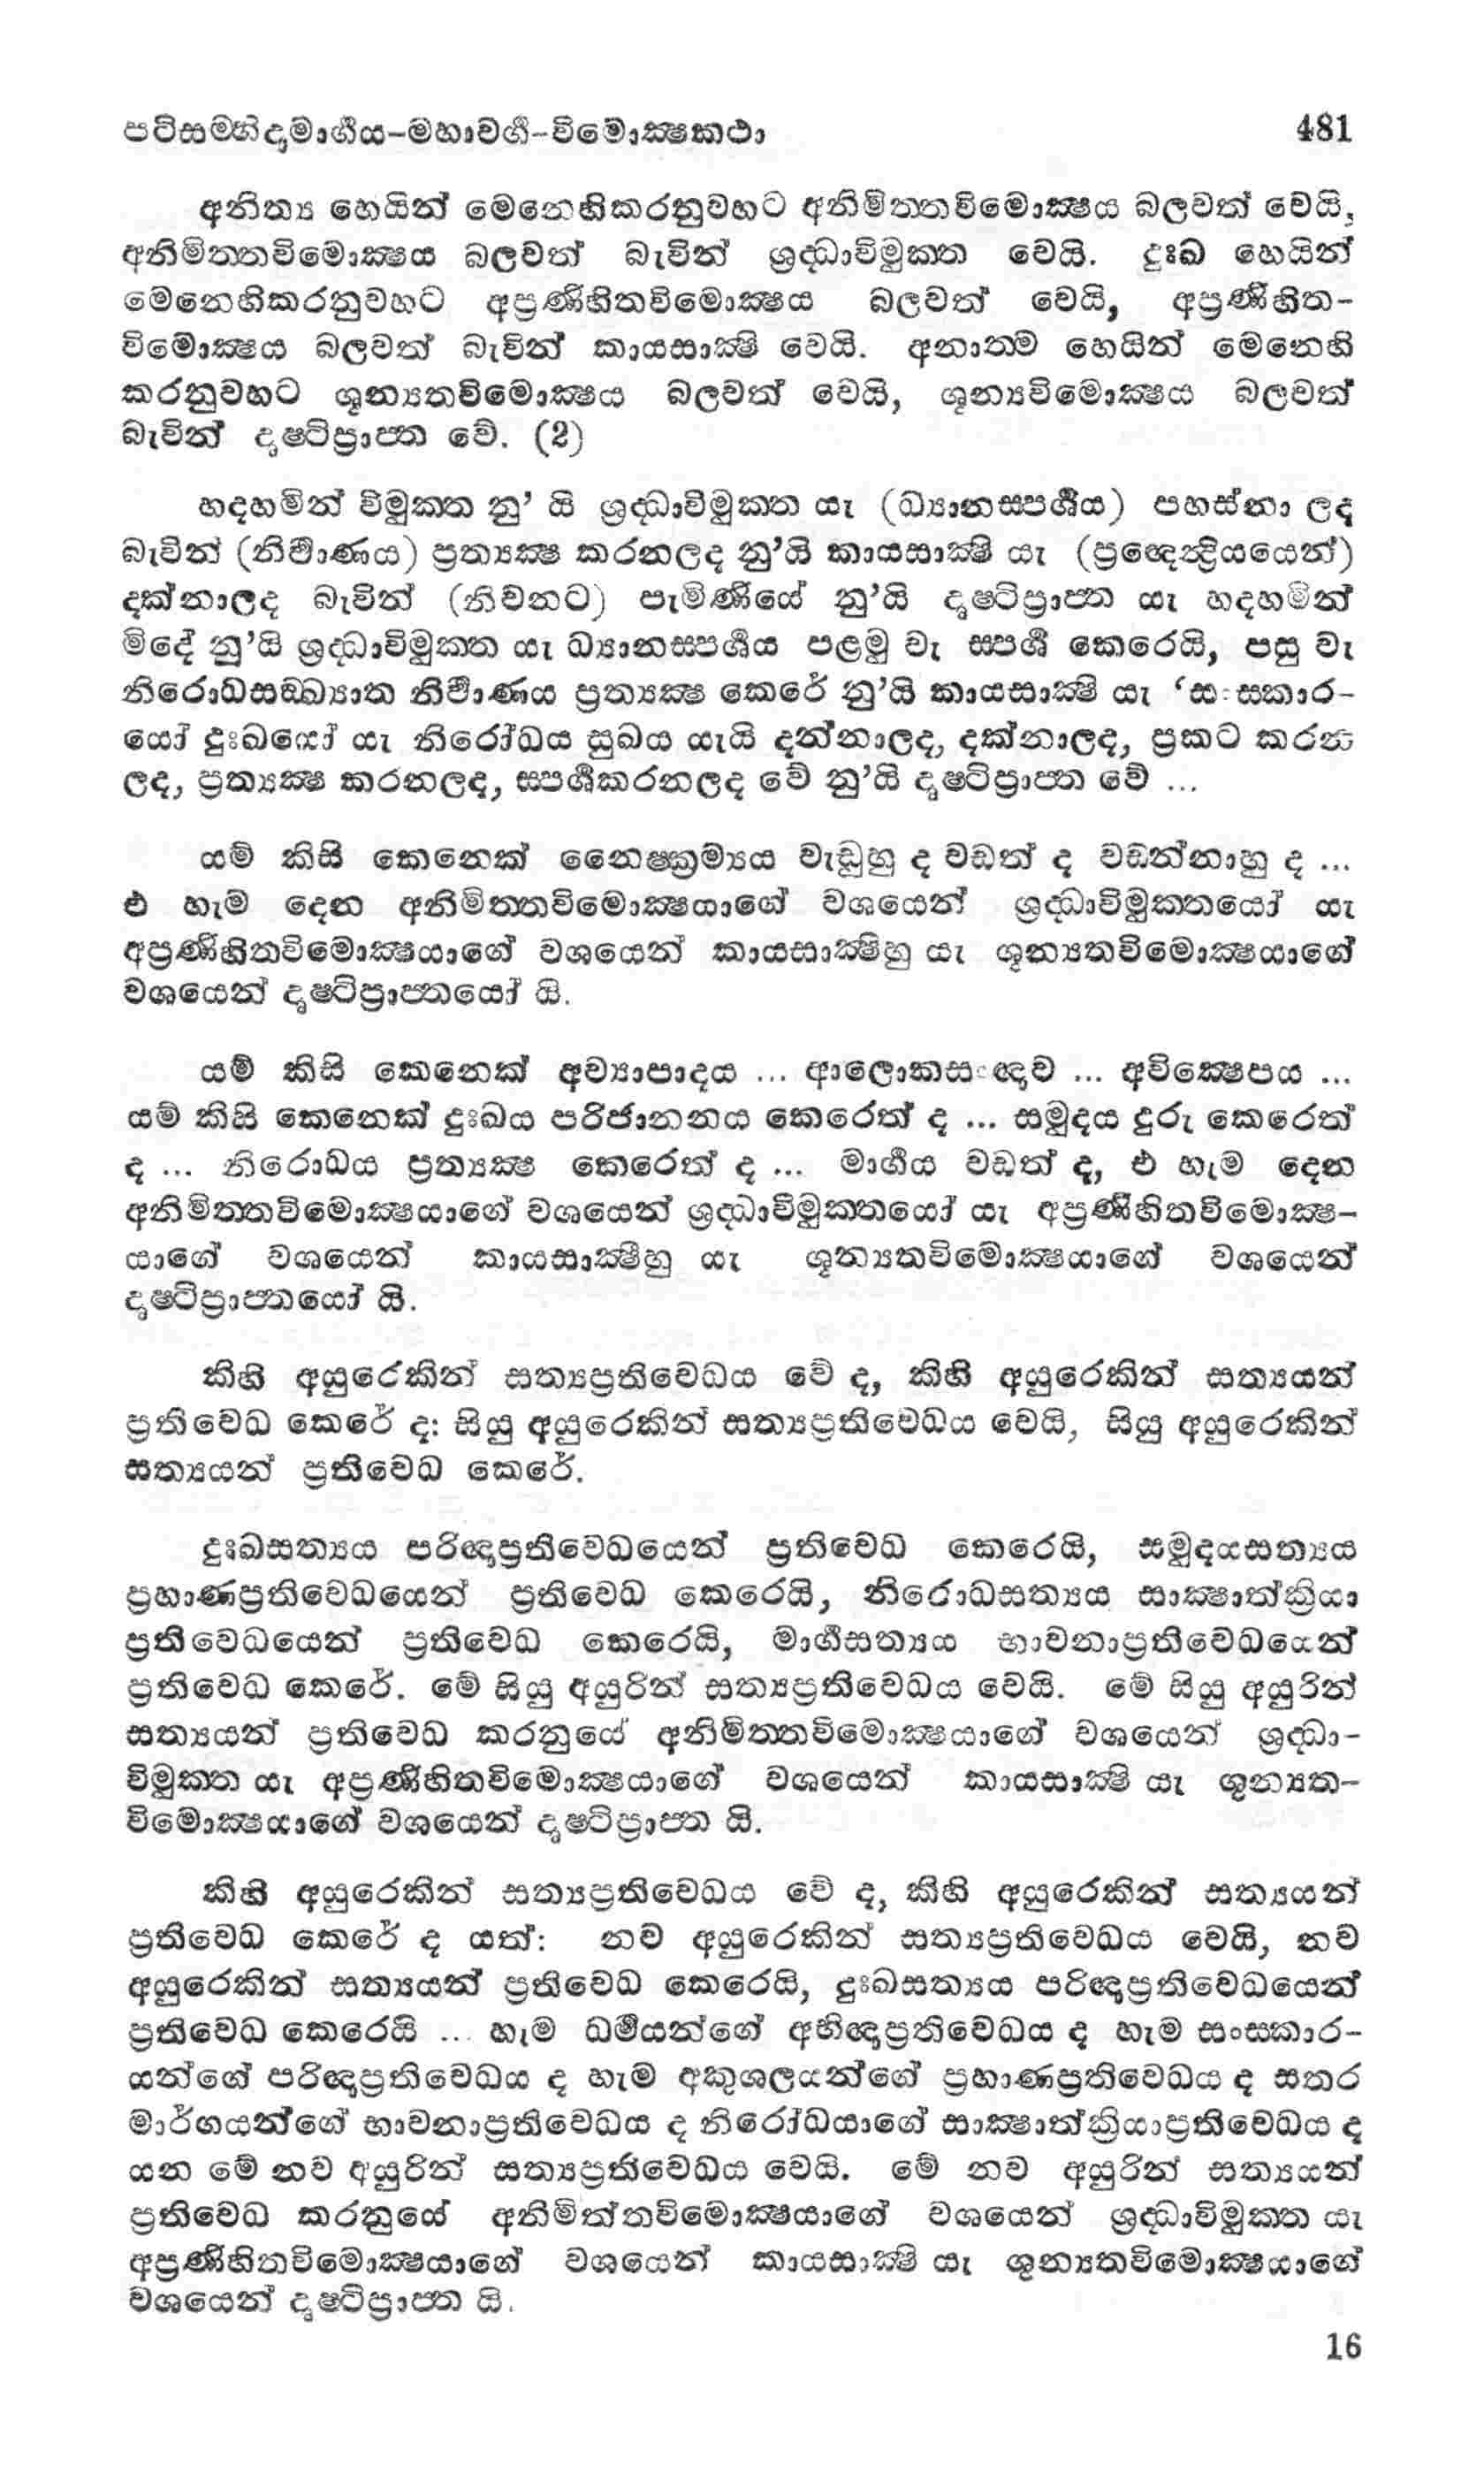 පටිසම්භිදාමාර්ගය-මහාවර්ග-විමොක්ෂකථා 481
අනිත්‍ය හෙයින් මෙනෙහිකරනුවහට අනිමිත්තවිමොක්ෂය බලවත් වෙයි,
අනිමිත්තවිමොක්ෂය බලවත් බැවින් ශ්‍රද්ධාවිමුක්ත වෙයි. දුඃඛ හෙයින්
මෙනෙහිකරනුවහට අප්‍රණිහිතවිමොක්ෂය බලවත් වෙයි, අප්‍රණිහිත-
විමොක්ෂය බලවත් බැවින් කායසාක්ෂි වෙයි. අනාත්ම හෙයින් මෙනෙහි
කරනුවහට ශූන්‍යතවිමොක්ෂය බලවත් වෙයි, ශූන්‍යවිමොක්ෂය බලවත්
බැවින් දෘෂ්ටිප්‍රාප්ත වේ. (2)
හදහමින් විමුක්ත නු’ යි ශ්‍රද්ධාවිමුක්ත යැ (ධ්‍යානස්පර්ශය) පහස්නා ලද
බැවින් (නිර්වාණය) ප්‍රත්‍යක්ෂ කරනලද නු’යි කායසාක්ෂි යැ (ප්‍රඥෙන්ද්‍රියයෙන්)
දක්නාලද බැවින් (නිවනට) පැමිණියේ නු’යි දෘෂ්ටිප්‍රාප්ත යැ හදහමින්
මිදේ නු’යි ශ්‍රද්ධාවිමුක්ත යැ ධ්‍යානස්පර්ශය පළමු වැ ස්පර්ශ කෙරෙයි, පසු වැ
නිරොධසඞ්ඛ්‍යාත නිර්වාණය ප්‍රත්‍යක්ෂ කෙරේ නු’යි කායසාක්ෂි යැ ‘සංස්කාර-
යෝ දුඃඛයෝ යැ නිරෝධය සුඛය යැයි දන්නාලද, දක්නාලද, ප්‍රකට කරන
ලද, ප්‍රත්‍යක්ෂ කරනලද, ස්පර්ශකරනලද වේ නු’යි දෘෂ්ටිප්‍රාප්ත වේ ...
යම් කිසි කෙනෙක් නෛෂ්ක්‍රම්‍යය වැඩූහු ද වඩත් ද වඩන්නාහු ද ...
එ හැම දෙන අනිමිත්තවිමොක්ෂයාගේ වශයෙන් ශ්‍රද්ධාවිමුක්තයෝ යැ
අප්‍රණිහිතවිමොක්ෂයාගේ වශයෙන් කායසාක්ෂිහු යැ ශූන්‍යතවිමොක්ෂයාගේ
වශයෙන් දෘෂ්ටිප්‍රාප්තයෝ යි.
යම් කිසි කෙනෙක් අව්‍යාපාදය ... ආලොකසංඥාව ... අවික්ෂෙපය ...
යම් කිසි කෙනෙක් දුඃඛය පරිජානනය කෙරෙත් ද ... සමුදය දුරු කෙරෙත්
ද ... නිරොධය ප්‍රත්‍යක්ෂ කෙරෙත් ද ... මාර්ගය වඩත් ද, එ හැම දෙන
අනිමිත්තවිමොක්ෂයාගේ වශයෙන් ශ්‍රද්ධාවිමුක්තයෝ යැ අප්‍රණිහිතවිමොක්ෂ-
යාගේ වශයෙන් කායසාක්ෂීහු යැ ශූන්‍යතවිමොක්ෂයාගේ වශයෙන්
දෘෂ්ටිප්‍රාප්තයෝ යි.
කිහි අයුරෙකින් සත්‍යප්‍රතිවෙධය වේ ද, කිහි අයුරෙකින් සත්‍යයන්
ප්‍රතිවෙධ කෙරේ ද: සියු අයුරෙකින් සත්‍යප්‍රතිවෙධය වෙයි, සියු අයුරෙකින්
සත්‍යයන් ප්‍රතිවෙධ කෙරේ.
දුඃඛසත්‍යය පරිඥාප්‍රතිවෙධයෙන් ප්‍රතිවෙධ කෙරෙයි, සමුදයසත්‍යය
ප්‍රහාණප්‍රතිවෙධයෙන් ප්‍රතිවෙධ කෙරෙයි, නිරොධසත්‍යය සාක්ෂාත්ක්‍රියා
ප්‍රතිවෙධයෙන් ප්‍රතිවෙධ කෙරෙයි, මාර්ගසත්‍යය භාවනාප්‍රතිවෙධයෙන්
ප්‍රතිවෙධ කෙරේ. මේ සියු අයුරින් සත්‍යප්‍රතිවෙධය වෙයි. මේ සියු අයුරින්
සත්‍යයන් ප්‍රතිවෙධ කරනුයේ අනිමිත්තවිමොක්ෂයාගේ වශයෙන් ශ්‍රද්ධා-
විමුක්ත යැ අප්‍රණිහිතවිමොක්ෂයාගේ වශයෙන් කායසාක්ෂි යැ ශූන්‍යත-
විමොක්ෂයාගේ වශයෙන් දෘෂ්ටිප්‍රාප්ත යි.
කිහි අයුරෙකින් සත්‍යප්‍රතිවෙධය වේ ද, කිහි අයුරෙකින් සත්‍යයන්
ප්‍රතිවෙධ කෙරේ ද යත්: නව අයුරෙකින් සත්‍යප්‍රතිවෙධය වෙයි, නව
අයුරෙකින් සත්‍යයන් ප්‍රතිවෙධ කෙරෙයි, දුඃඛසත්‍යය පරිඥාප්‍රතිවෙධයෙන්
ප්‍රතිවෙධ කෙරෙයි ... හැම ධර්මයන්ගේ අභිඥාප්‍රතිවෙධය ද හැම සංස්කාර-
යන්ගේ පරිඥාප්‍රතිවෙධය ද හැම අකුශලයන්ගේ ප්‍රහාණප්‍රතිවෙධය ද සතර
මාර්ගයන්ගේ භාවනාප්‍රතිවෙධය ද නිරෝධයාගේ සාක්ෂාත්ක්‍රියාප්‍රතිවෙධය ද
යන මේ නව අයුරින් සත්‍යප්‍රතිවෙධය වෙයි. මේ නව අයුරින් සත්‍යයන්
ප්‍රතිවෙධ කරනුයේ අනිමිත්තවිමොක්ෂයාගේ වශයෙන් ශ්‍රද්ධාවිමුක්ත යැ
අප්‍රණිහිතවිමොක්ෂයාගේ වශයෙන් කායසාක්ෂි යැ ශූන්‍යතවිමොක්ෂයාගේ
වශයෙන් දෘෂ්ටිප්‍රාප්ත යි.
16